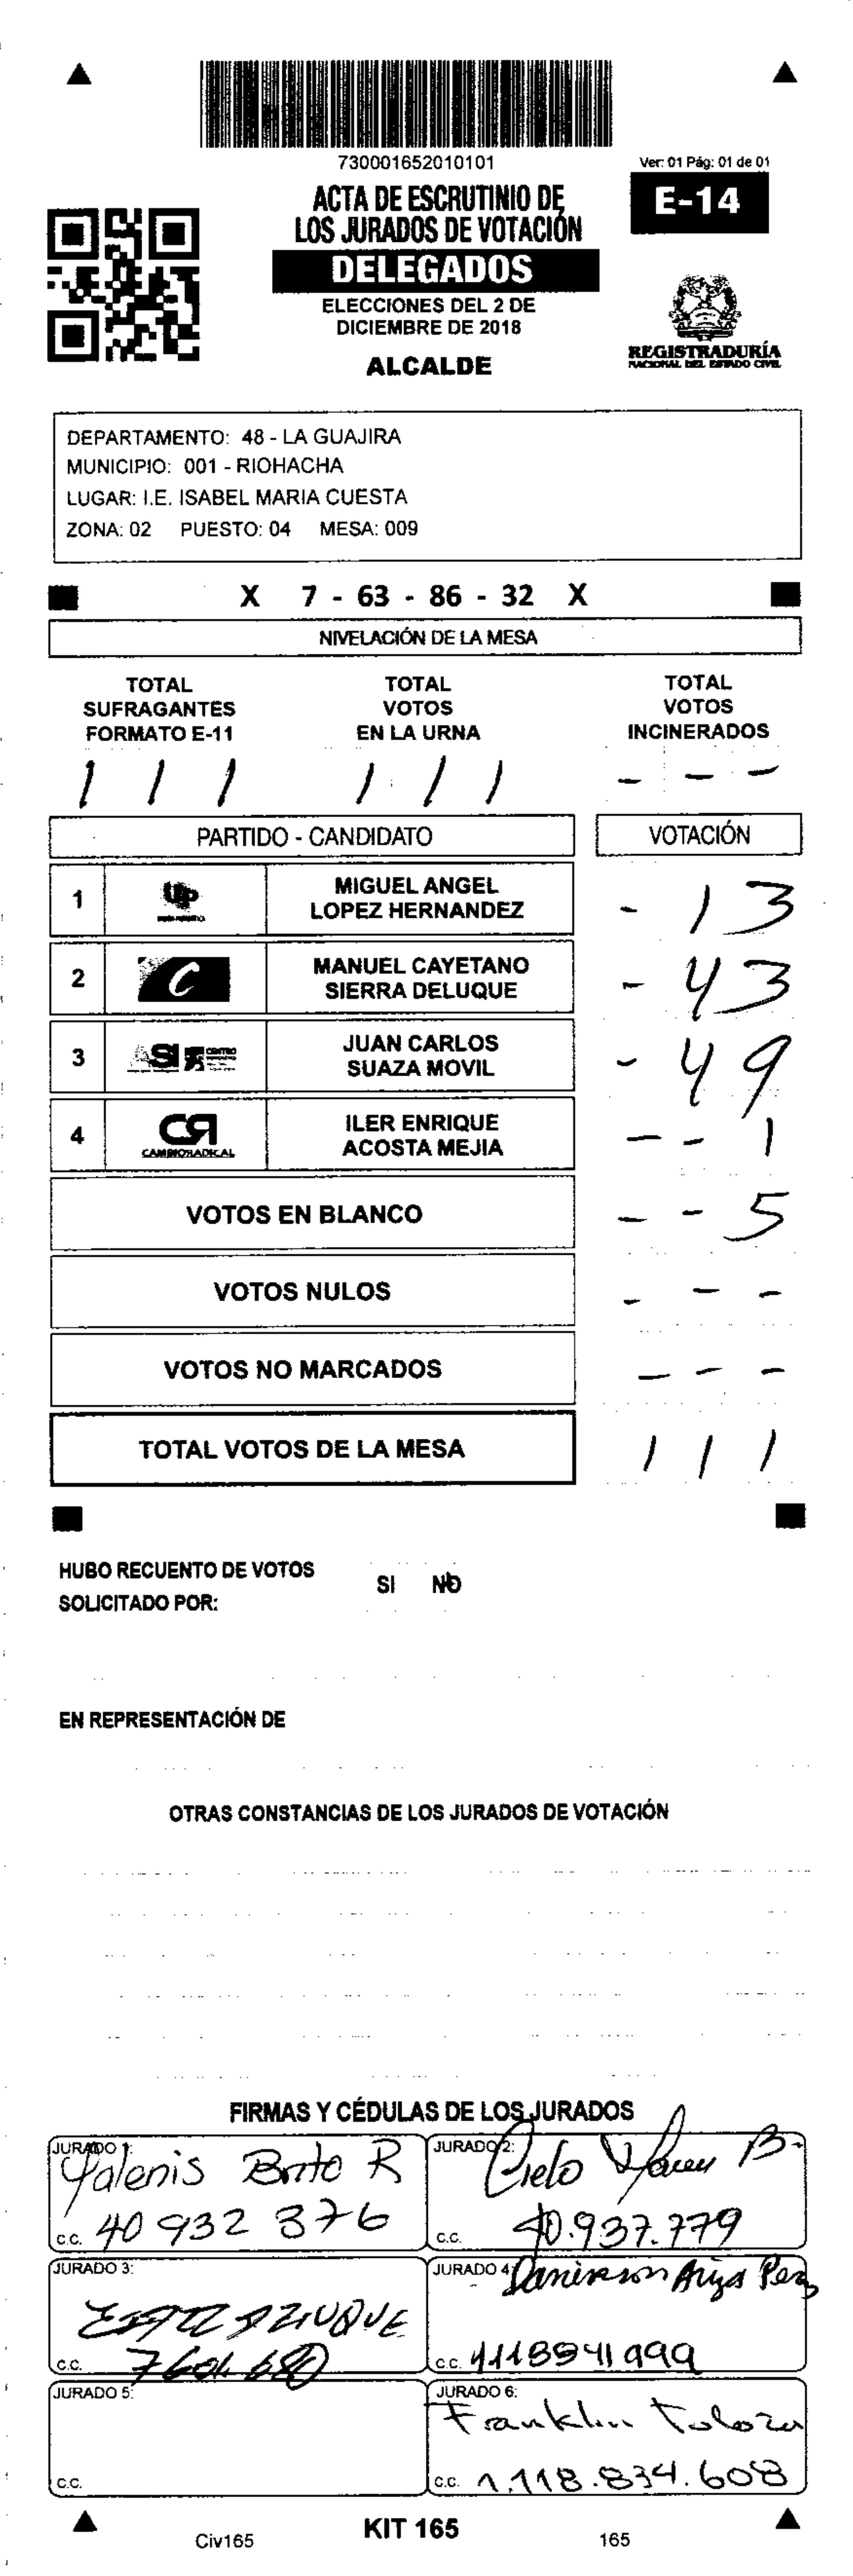 730001652010101
Ver: 01 Pág: 01 de 01
ACTA DE ESCRUTINIO DE
LOS JURADOS DE VOTACIÓN
E-14
DELEGADOS
ELECCIONES DEL 2 DE
DICIEMBRE DE 2018
ALCALDE
REGISTRADURÍA
NACIONAL DEL ESTADO CIVIL
DEPARTAMENTO: 48 - LA GUAJIRA
MUNICIPIO: 001 - RIOHACHA
LUGAR: I.E. ISABEL MARIA CUESTA
ZONA: 02 PUESTO: 04 MESA: 009
X 7 - 63 - 86 - 32 X
NIVELACIÓN DE LA MESA
TOTAL SUFRAGANTES FORMATO E-11
TOTAL VOTOS EN LA URNA
TOTAL VOTOS INCINERADOS
1 1 1 1 1 1 - - -
PARTIDO - CANDIDATO VOTACIÓN
1 up MIGUEL ANGEL LOPEZ HERNANDEZ - 1 3
2 C MANUEL CAYETANO SIERRA DELUQUE - 4 3
3 ASI CENTRO JUAN CARLOS SUAZA MOVIL - 4 9
4 CR CAMBIO RADICAL ILER ENRIQUE ACOSTA MEJIA - - 1
VOTOS EN BLANCO - - 5
VOTOS NULOS - - -
VOTOS NO MARCADOS - - -
TOTAL VOTOS DE LA MESA 1 1 1
HUBO RECUENTO DE VOTOS SI NO
SOLICITADO POR:
EN REPRESENTACIÓN DE
OTRAS CONSTANCIAS DE LOS JURADOS DE VOTACIÓN
FIRMAS Y CÉDULAS DE LOS JURADOS
JURADO 1: Yalenis Brito R
C.C. 40 932 376
JURADO 2: Cielo B.
C.C. 40.937.779
JURADO 3:
C.C.
JURADO 4: Danirson Ariza Perez
C.C. 1118841999
JURADO 5:
C.C.
JURADO 6: Franklin Toloza
C.C. 1.118.834.608
Civ165 KIT 165 165